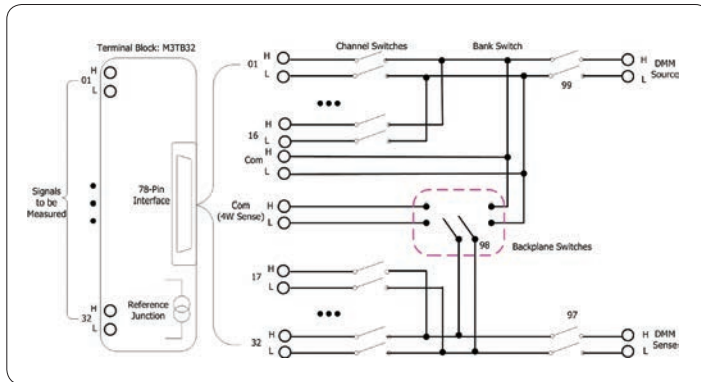 Terminal Block: M3TB32
H
01
L
Signals
to be
Measured
H
32
L
78-Pin
Interface
Reference
Junction
Channel Switches
Bank Switch
01
H
L
16
H
L
H
Com
L
Com
(4W Sense)
H
L
17
H
L
32
H
L
99
H
L
DMM
Source
98
Backplane Switches
97
H
L
DMM
Sense